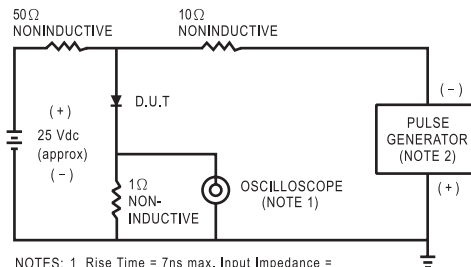 50Ω
NONINDUCTIVE
10Ω
NONINDUCTIVE
(+)
25 Vdc
(approx)
(−)
D.U.T
1Ω
NON-
INDUCTIVE
OSCILLOSCOPE
(NOTE 1)
(−)
PULSE
GENERATOR
(NOTE 2)
(+)
NOTES: 1. Rise Time = 7ns max. Input Impedance =